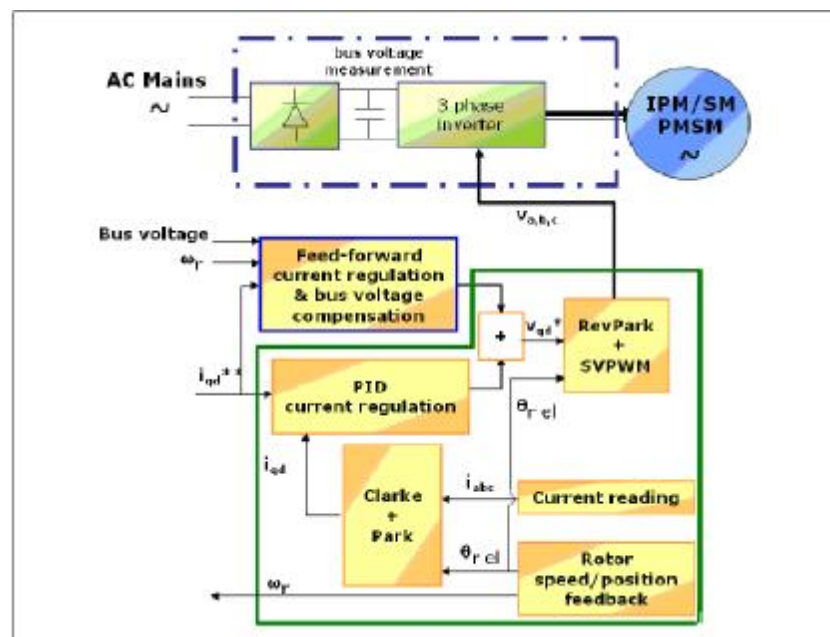 bus voltage
measurement
AC Mains
~
3 phase
inverter
IPM/SM
PMSM
~
va,b,c
Bus voltage
ωr
Feed-forward
current regulation
& bus voltage
compensation
+
vqd*
RevPark
+
SVPWM
iqd**
PID
current regulation
θr el
iqd
Clarke
+
Park
iabc
Current reading
θr el
Rotor
speed/position
feedback
ωr